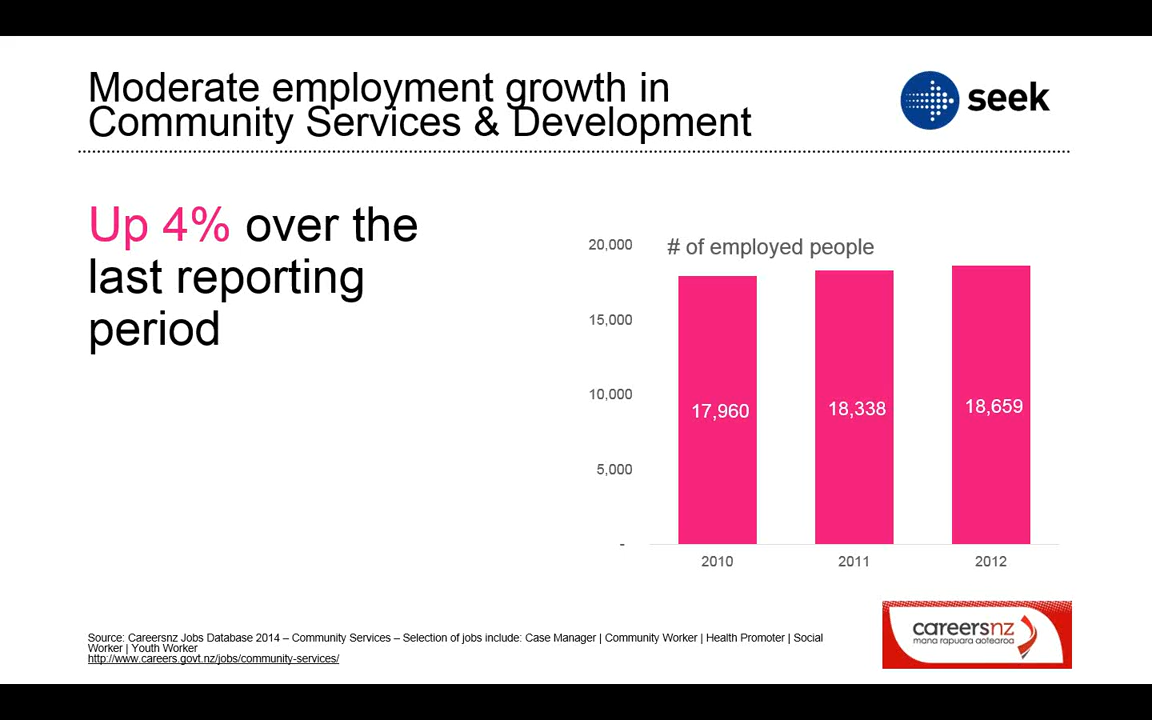 Moderate employment growth in
Community Services & Development
seek
Up 4% over the
last reporting
period
# of employed people
20,000
15,000
10,000
5,000
-
17,960
18,338
18,659
2010
2011
2012
Source: Careersnz Jobs Database 2014 – Community Services – Selection of jobs include: Case Manager | Community Worker | Health Promoter | Social
Worker | Youth Worker
http://www.careers.govt.nz/jobs/community-services/
careersnz
mana rapuara aotearoa